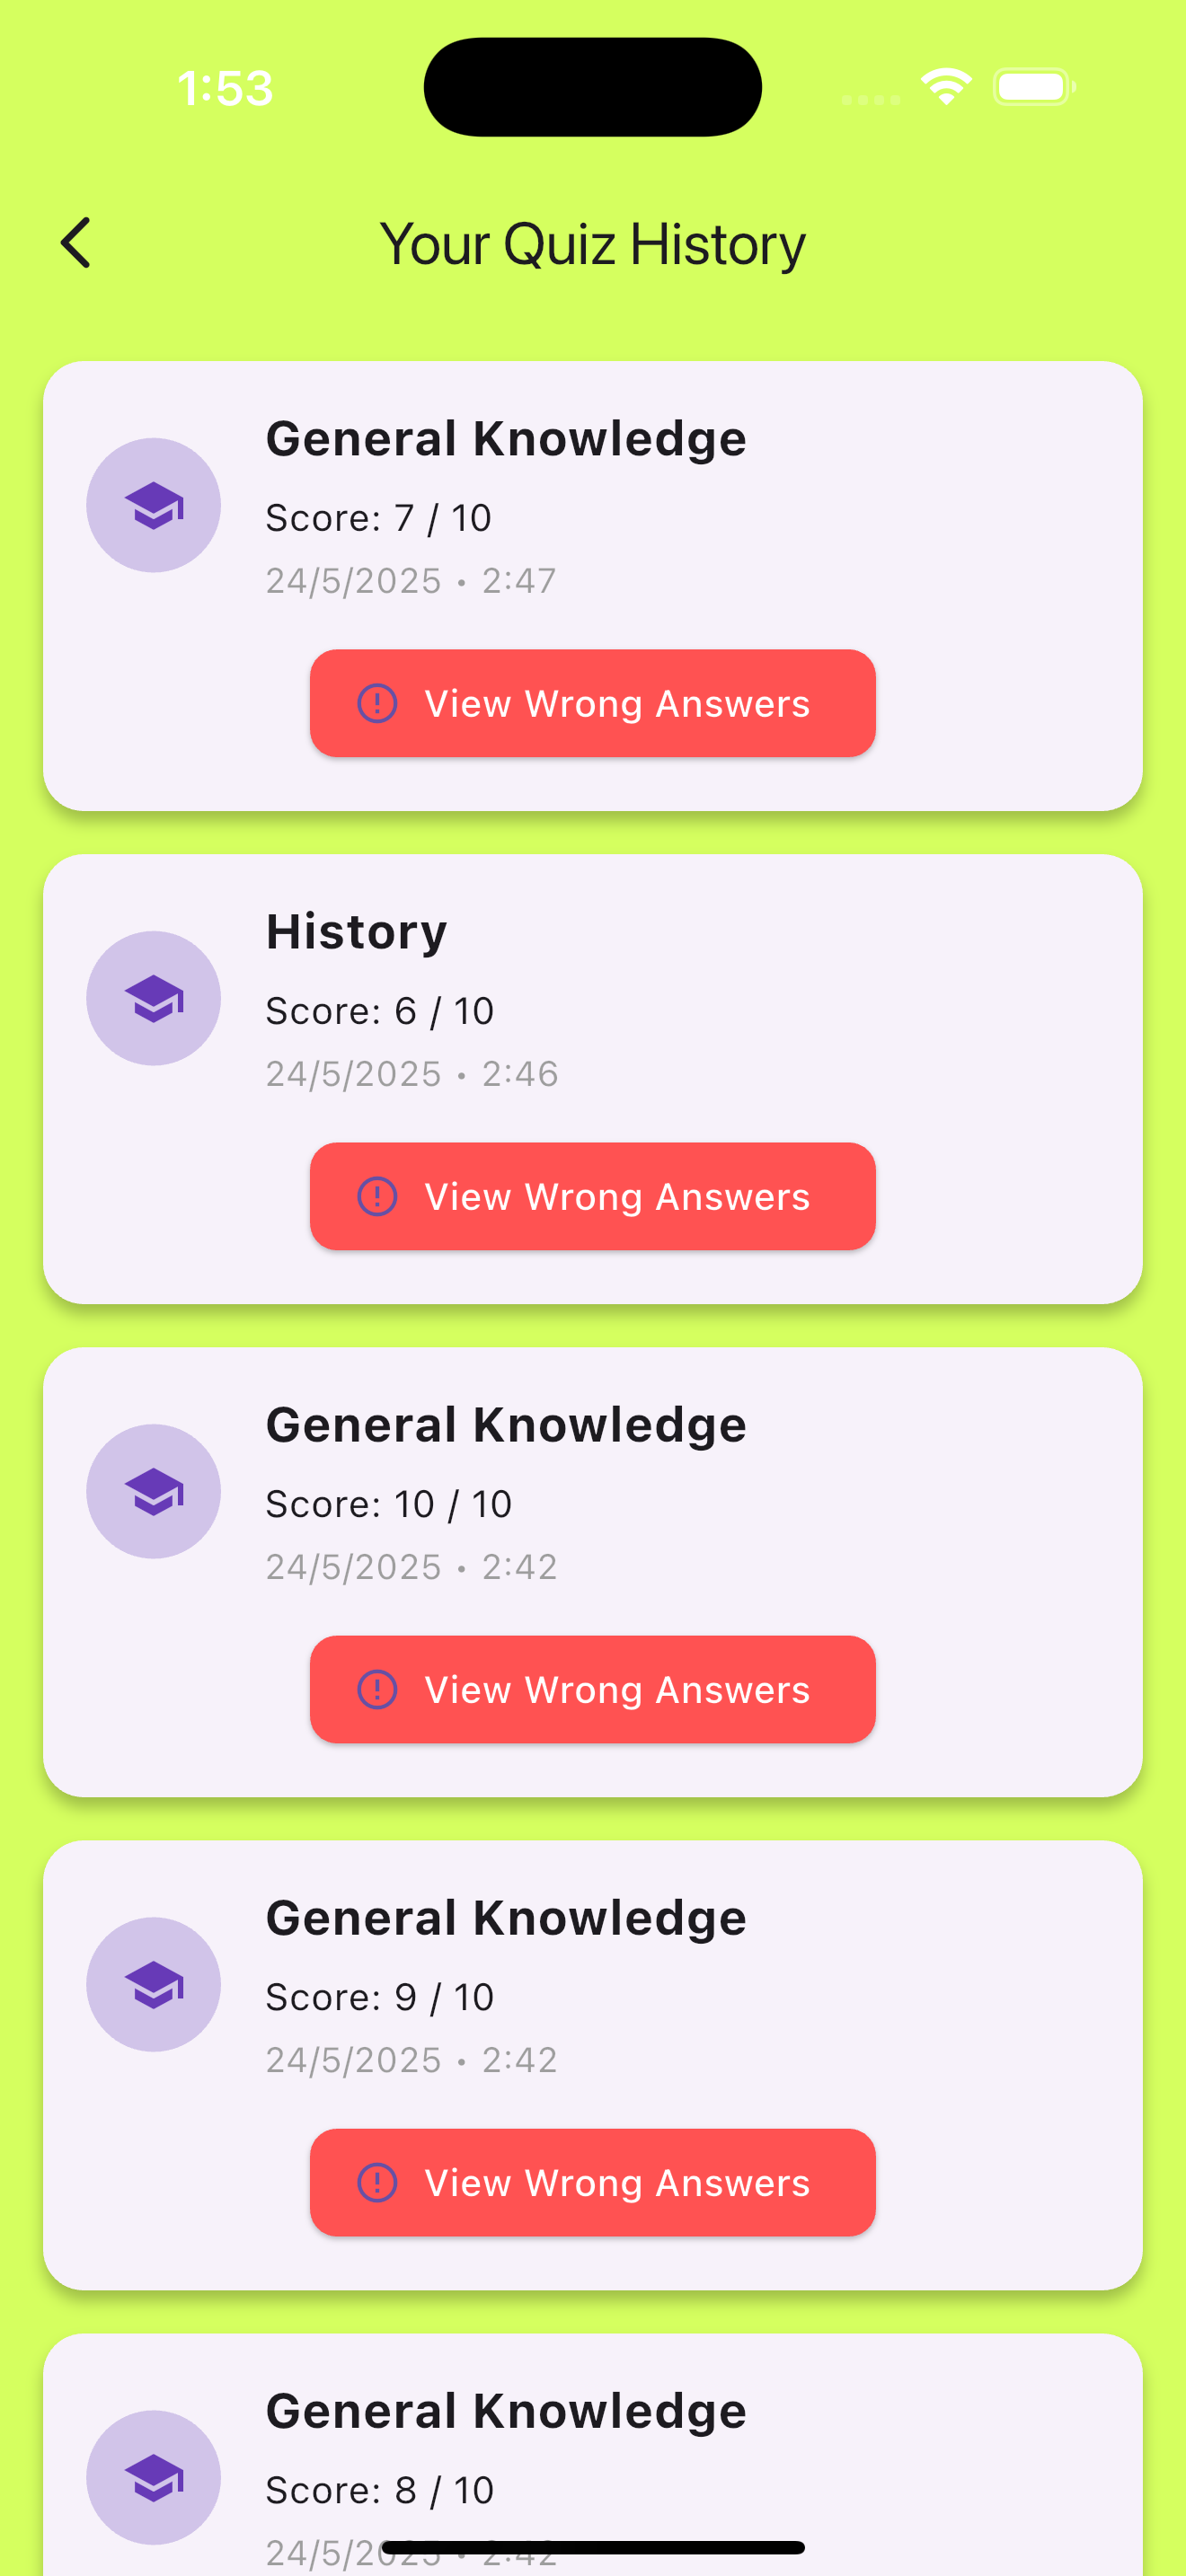 1:53
Your Quiz History
General Knowledge
Score: 7 / 10
24/5/2025 • 2:47
View Wrong Answers
History
Score: 6 / 10
24/5/2025 • 2:46
View Wrong Answers
General Knowledge
Score: 10 / 10
24/5/2025 • 2:42
View Wrong Answers
General Knowledge
Score: 9 / 10
24/5/2025 • 2:42
View Wrong Answers
General Knowledge
Score: 8 / 10
24/5/2025 • 2:42